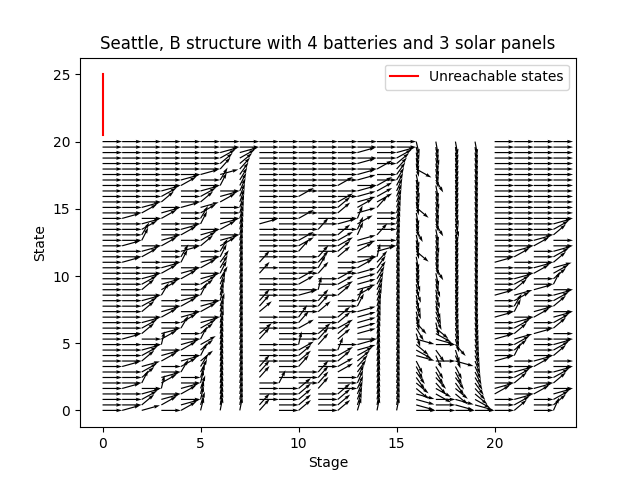 Seattle, B structure with 4 batteries and 3 solar panels
Unreachable states
25
20
15
10
5
0
State
0 5 10 15 20
Stage